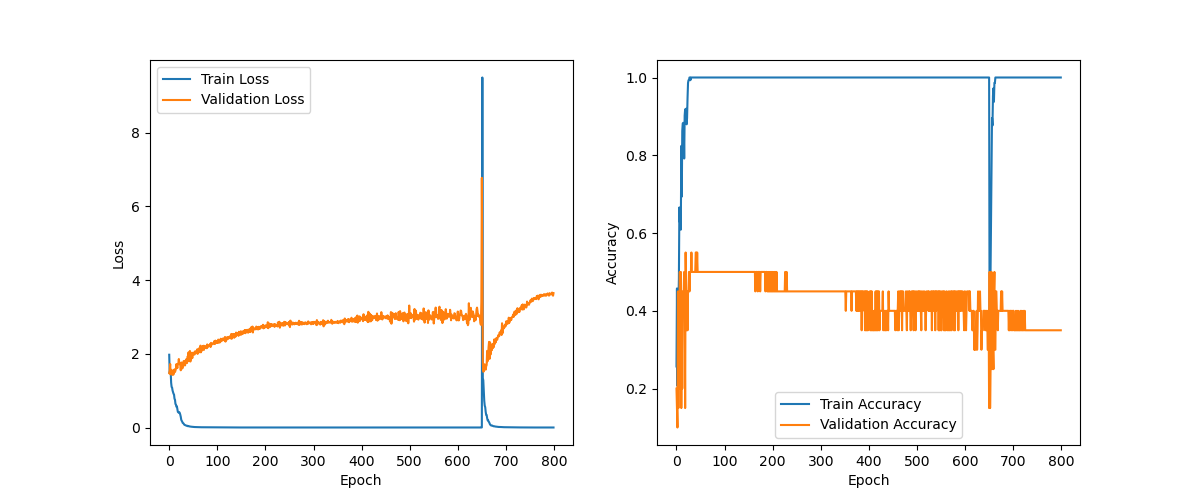 Train Loss
Validation Loss
8
6
4
2
0
Loss
0 100 200 300 400 500 600 700 800
Epoch
1.0
0.8
0.6
0.4
0.2
Accuracy
Train Accuracy
Validation Accuracy
0 100 200 300 400 500 600 700 800
Epoch